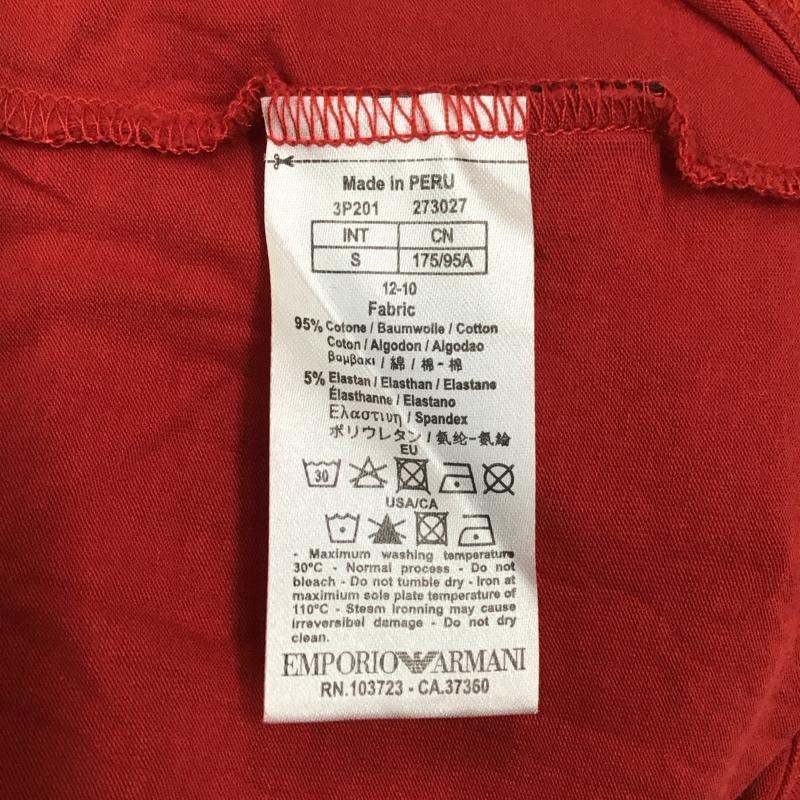 Made in PERU
3P201 273027
INT CN
S 175/95A
12-10
Fabric
95% Cotone / Baumwolle / Cotton
Coton / Algodon / Algodao
Βαμβακι / 綿 / 棉 - 棉
5% Elastan / Elasthan / Elastane
Élasthanne / Elastano
Ελαστιυη / Spandex
ポリウレタン / 氨纶-氨綸
EU
30
USA/CA
- Maximum washing temperature
30°C - Normal process - Do not
bleach - Do not tumble dry - Iron at
maximum sole plate temperature of
110°C - Steam Ironning may cause
irreversibel damage - Do not dry
clean.
EMPORIO ARMANI
RN.103723 - CA.37360